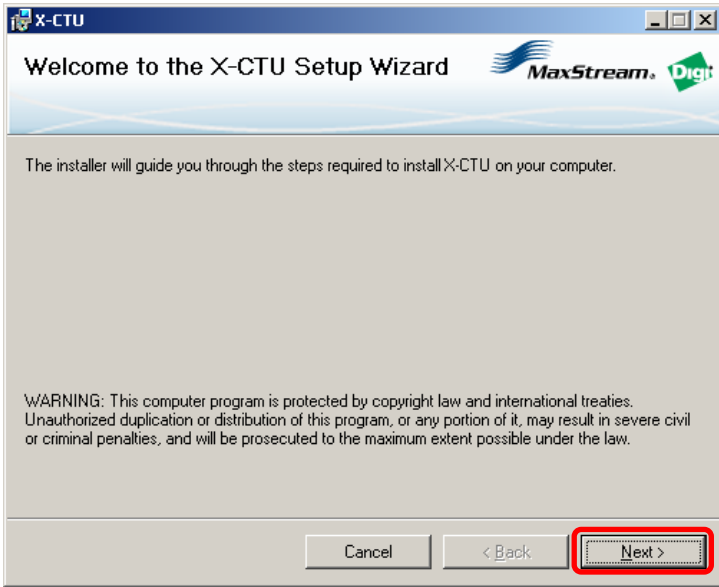 X-CTU
Welcome to the X-CTU Setup Wizard
MaxStream®
Digi
The installer will guide you through the steps required to install X-CTU on your computer.
WARNING: This computer program is protected by copyright law and international treaties.
Unauthorized duplication or distribution of this program, or any portion of it, may result in severe civil
or criminal penalties, and will be prosecuted to the maximum extent possible under the law.
Cancel
< Back
Next >